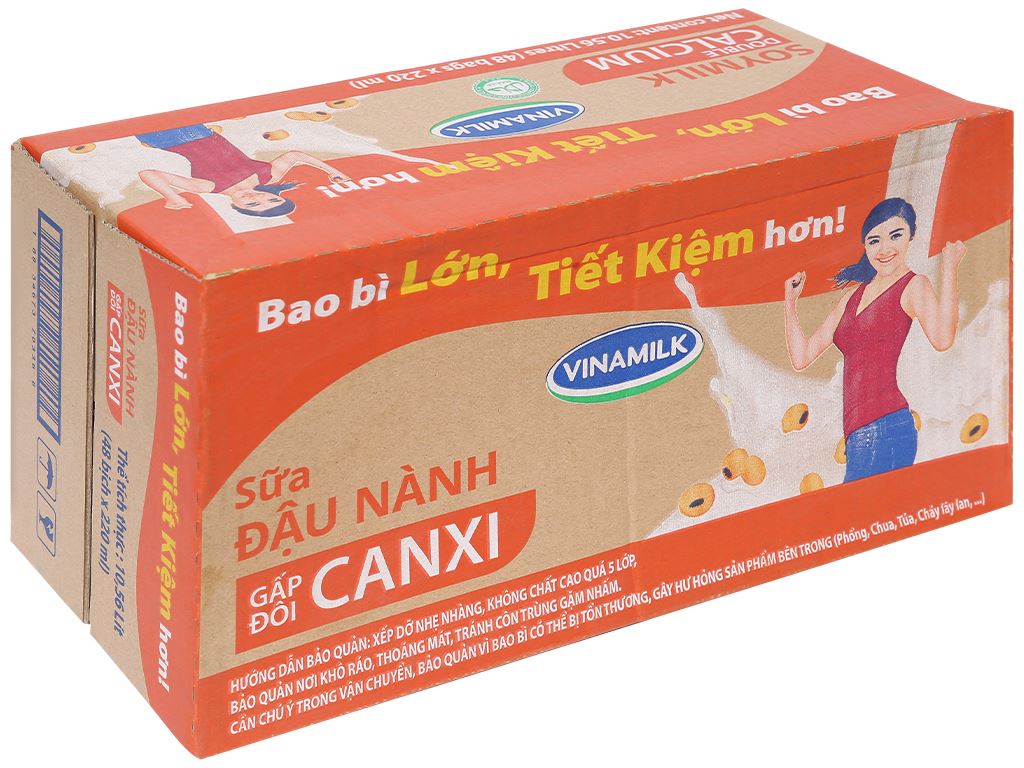 Net content: 10.56 Litres (48 bags x 220 ml)
SOYMILK
DOUBLE
CALCIUM
VINAMILK
Bao bì Lớn, Tiết Kiệm hơn!
Bao bì Lớn, Tiết Kiệm hơn!
VINAMILK
Sữa
ĐẬU NÀNH
GẤP
ĐÔI
CANXI
HƯỚNG DẪN BẢO QUẢN: XẾP DỠ NHẸ NHÀNG, KHÔNG CHẤT CAO QUÁ 5 LỚP,
BẢO QUẢN NƠI KHÔ RÁO, THOÁNG MÁT, TRÁNH CÔN TRÙNG GẶM NHẤM.
CẦN CHÚ Ý TRONG VẬN CHUYỂN, BẢO QUẢN VÌ BAO BÌ CÓ THỂ BỊ TỔN THƯƠNG, GÂY HƯ HỎNG SẢN PHẨM BÊN TRONG (Phồng, Chua, Tủa, Chảy lây lan, ...)
Bao bì Lớn, Tiết Kiệm hơn!
Sữa
ĐẬU NÀNH
GẤP
ĐÔI
CANXI
Thể tích thực : 10,56 Lít
(48 bịch x 220 ml)